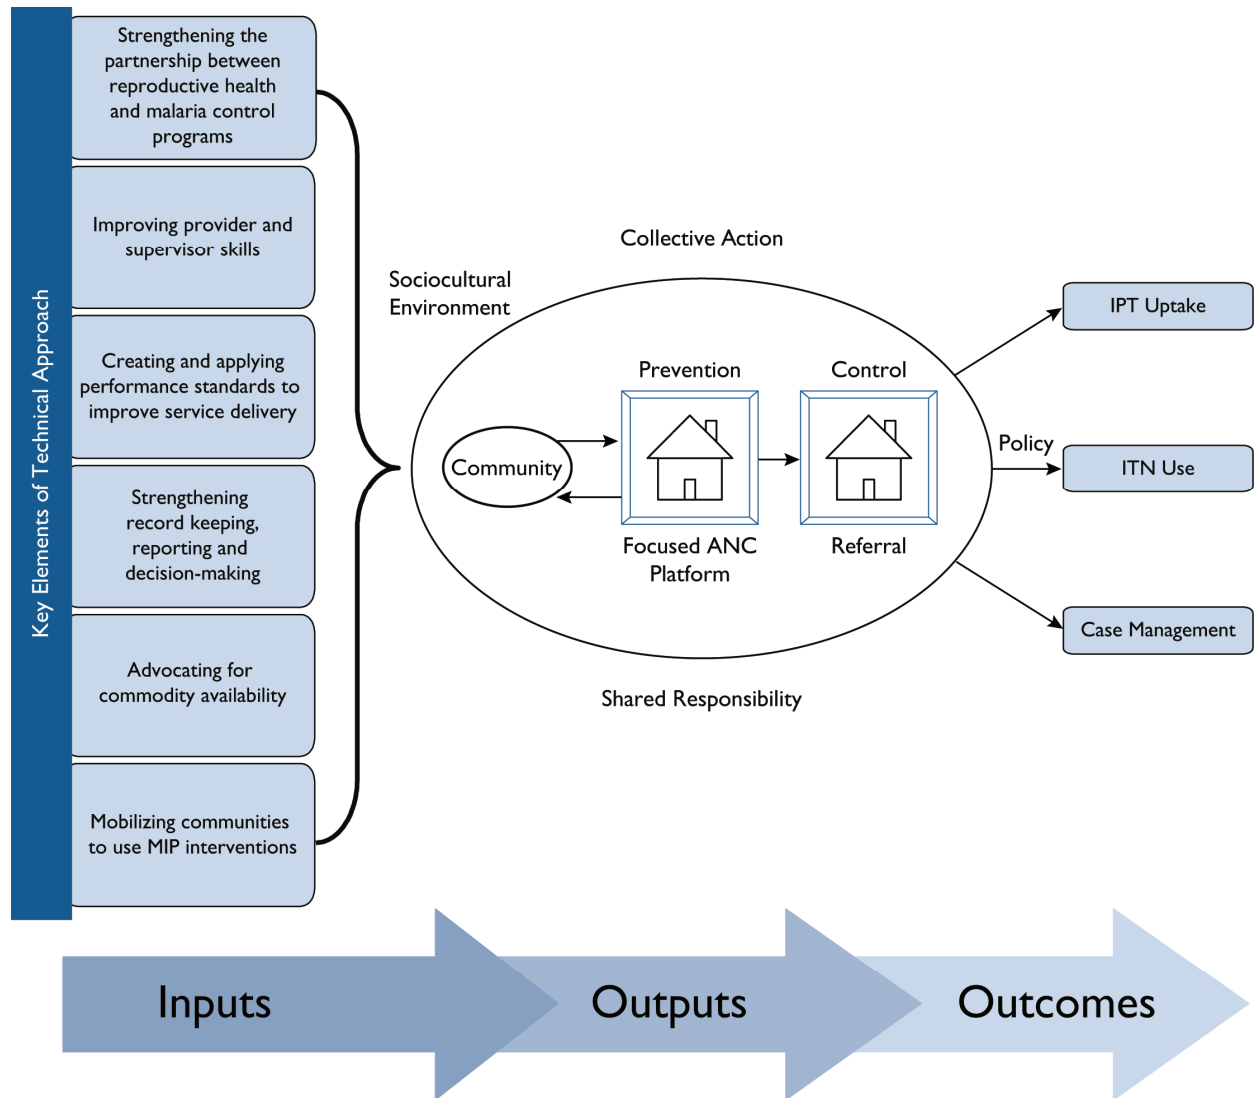 Key Elements of Technical Approach
Strengthening the
partnership between
reproductive health
and malaria control
programs
Improving provider and
supervisor skills
Creating and applying
performance standards to
improve service delivery
Strengthening
record keeping,
reporting and
decision-making
Advocating for
commodity availability
Mobilizing communities
to use MIP interventions
Collective Action
Sociocultural
Environment
Prevention
Control
Community
Focused ANC
Platform
Referral
Shared Responsibility
Policy
IPT Uptake
ITN Use
Case Management
Inputs
Outputs
Outcomes